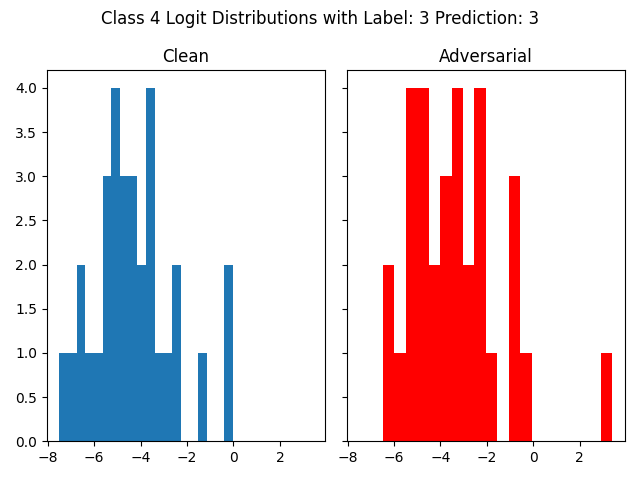 Class 4 Logit Distributions with Label: 3 Prediction: 3
Clean
Adversarial
4.0
3.5
3.0
2.5
2.0
1.5
1.0
0.5
0.0
−8 −6 −4 −2 0 2
−8 −6 −4 −2 0 2